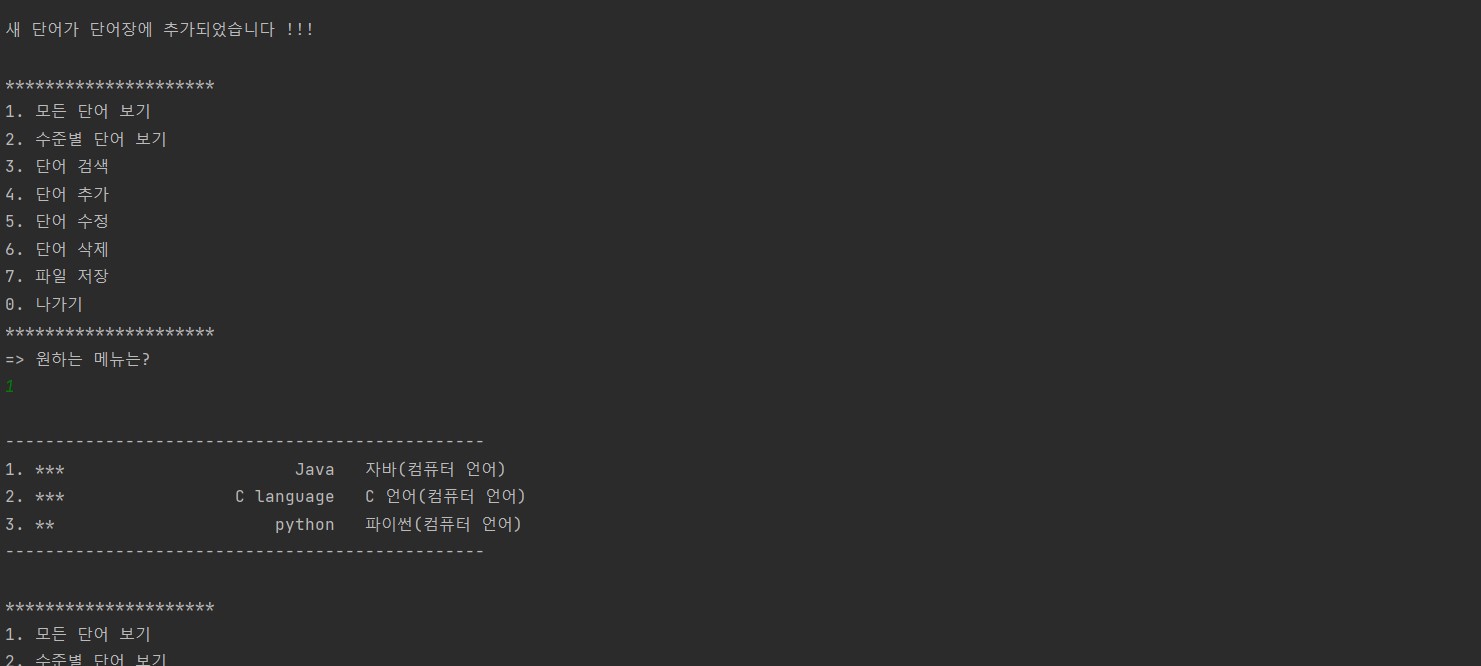 새 단어가 단어장에 추가되었습니다 !!!
*********************
1. 모든 단어 보기
2. 수준별 단어 보기
3. 단어 검색
4. 단어 추가
5. 단어 수정
6. 단어 삭제
7. 파일 저장
0. 나가기
*********************
=> 원하는 메뉴는?
1
------------------------------------------------
1. *** Java 자바(컴퓨터 언어)
2. *** C language C 언어(컴퓨터 언어)
3. ** python 파이썬(컴퓨터 언어)
------------------------------------------------
*********************
1. 모든 단어 보기
2. 수준별 단어 보기